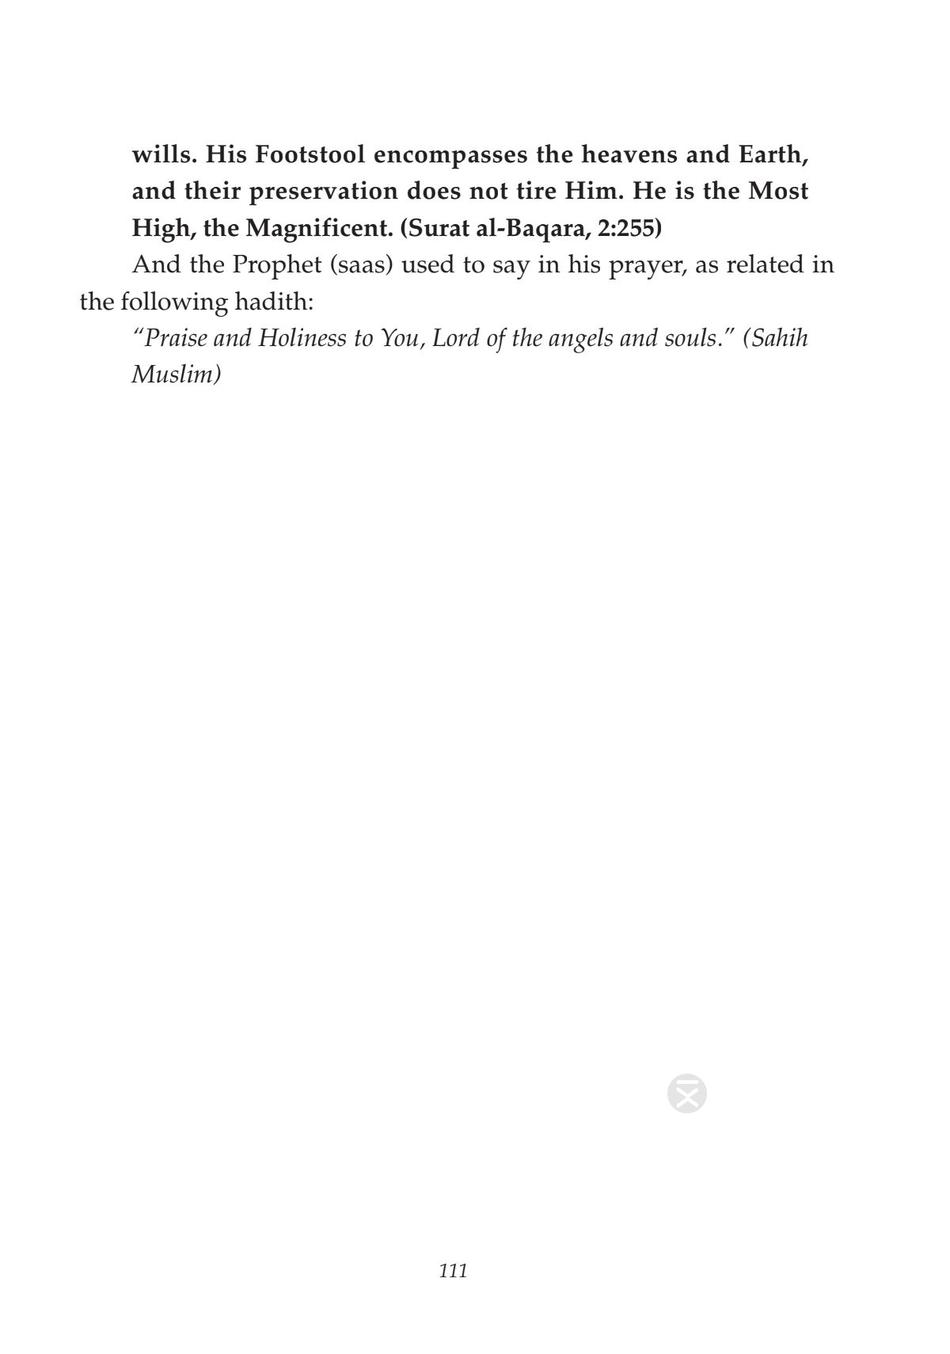 wills. His Footstool encompasses the heavens and Earth,
and their preservation does not tire Him. He is the Most
High, the Magnificent. (Surat al-Baqara, 2:255)
And the Prophet (saas) used to say in his prayer, as related in
the following hadith:
“Praise and Holiness to You, Lord of the angels and souls.” (Sahih
Muslim)
111